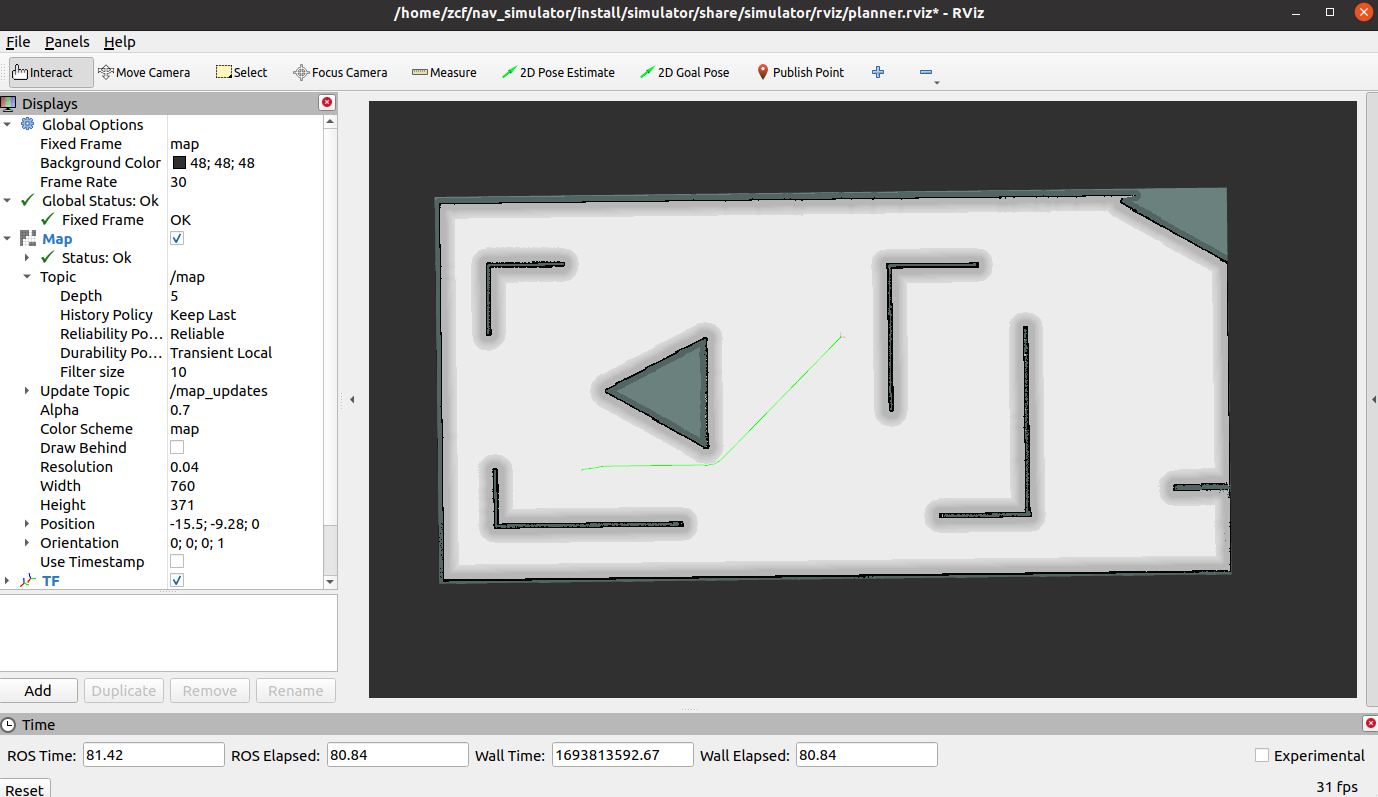 /home/zcf/nav_simulator/install/simulator/share/simulator/rviz/planner.rviz* - RViz
File Panels Help
Interact Move Camera Select Focus Camera Measure 2D Pose Estimate 2D Goal Pose Publish Point
Displays
Global Options
Fixed Frame map
Background Color 48; 48; 48
Frame Rate 30
Global Status: Ok
Fixed Frame OK
Map
Status: Ok
Topic /map
Depth 5
History Policy Keep Last
Reliability Po... Reliable
Durability Po... Transient Local
Filter size 10
Update Topic /map_updates
Alpha 0.7
Color Scheme map
Draw Behind
Resolution 0.04
Width 760
Height 371
Position -15.5; -9.28; 0
Orientation 0; 0; 0; 1
Use Timestamp
TF
Add Duplicate Remove Rename
Time
ROS Time: 81.42 ROS Elapsed: 80.84 Wall Time: 1693813592.67 Wall Elapsed: 80.84 Experimental
Reset 31 fps